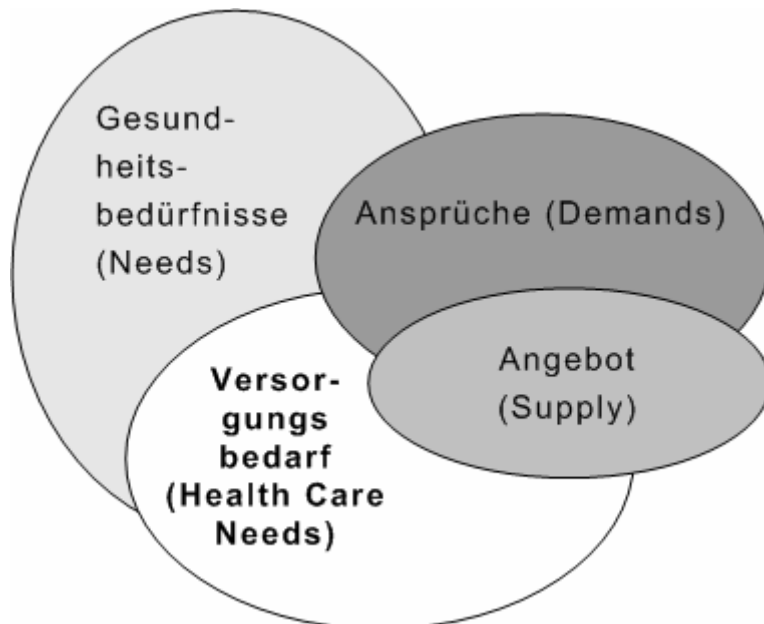 Gesund-
heits-
bedürfnisse
(Needs)
Ansprüche (Demands)
Angebot
(Supply)
Versor-
gungs
bedarf
(Health Care
Needs)